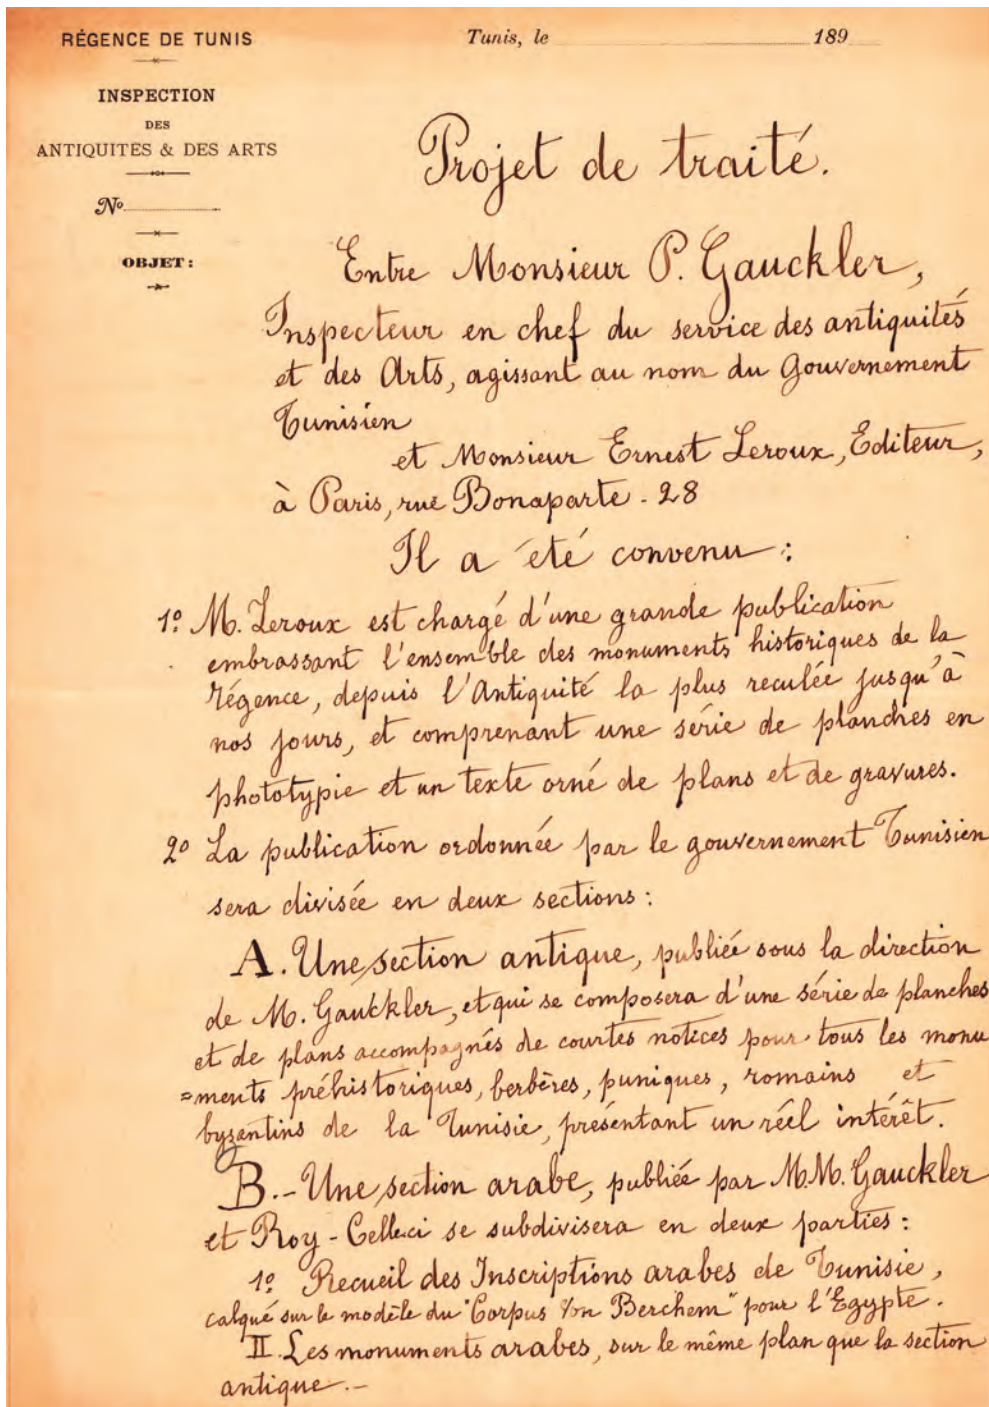 RÉGENCE DE TUNIS
Tunis, le 189
INSPECTION
DES
ANTIQUITES & DES ARTS
No
OBJET :
Projet de traité.
Entre Monsieur P. Gauckler,
Inspecteur en chef du service des antiquités
et des Arts, agissant au nom du Gouvernement
Tunisien
et Monsieur Ernest Leroux, Editeur,
à Paris, rue Bonaparte - 28
Il a été convenu :
1º. M. Leroux est chargé d'une grande publication
embrassant l'ensemble des monuments historiques de la
régence, depuis l'Antiquité la plus reculée jusqu'à
nos jours, et comprenant une série de planches en
phototypie et un texte orné de plans et de gravures.
2º La publication ordonnée par le gouvernement Tunisien
sera divisée en deux sections :
A. Une section antique, publiée sous la direction
de M. Gauckler, et qui se composera d'une série de planches
et de plans accompagnés de courtes notices pour tous les monu
=ments préhistoriques, berbères, puniques, romains et
byzantins de la Tunisie, présentant un réel intérêt.
B. - Une section arabe, publiée par M.M. Gauckler
et Roy - Celle-ci se subdivisera en deux parties :
1º. Recueil des Inscriptions arabes de Tunisie,
calqué sur le modèle du "Corpus Von Berchem" pour l'Egypte.
II. Les monuments arabes, sur le même plan que la section
antique. -